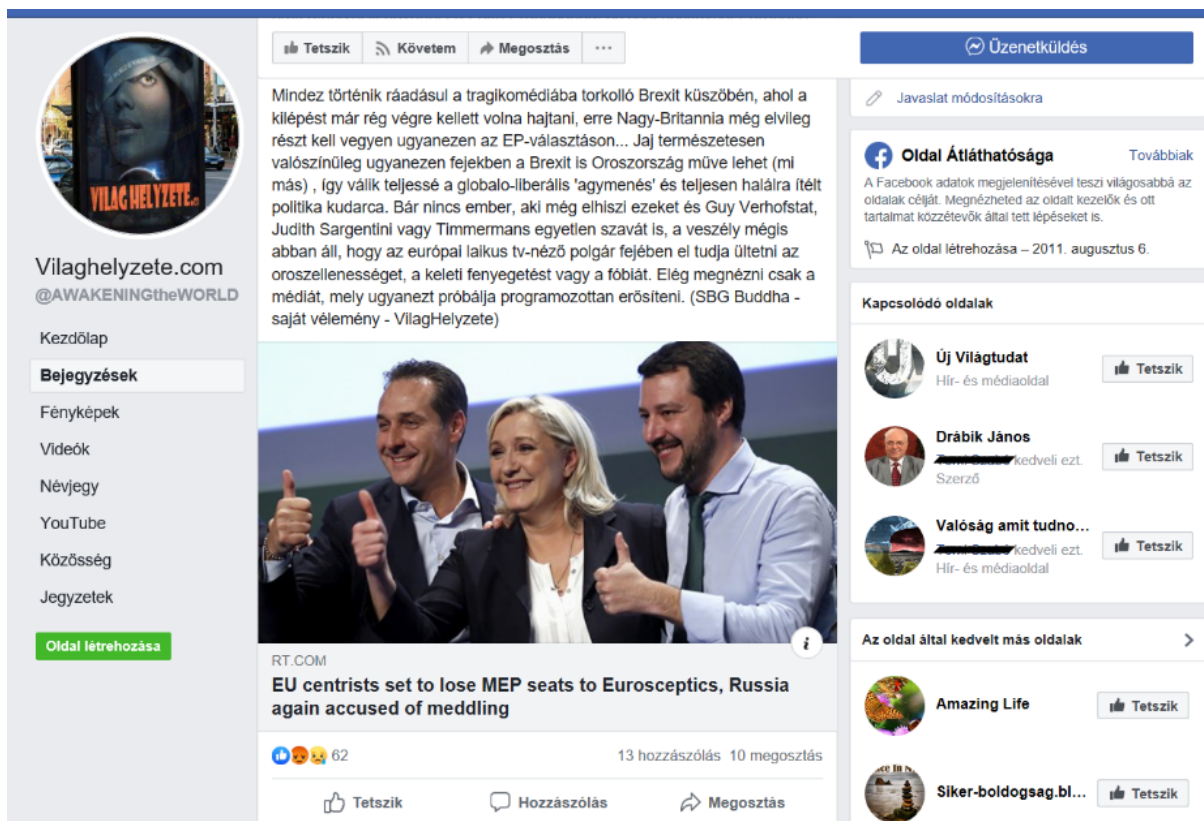 VILAG HELYZETE.
Vilaghelyzete.com
@AWAKENINGtheWORLD
Kezdőlap
Bejegyzések
Fényképek
Videók
Névjegy
YouTube
Közösség
Jegyzetek
Oldal létrehozása
Tetszik
Követem
Megosztás
...
Mindez történik ráadásul a tragikomédiába torkolló Brexit küszöbén, ahol a
kilépést már rég végre kellett volna hajtani, erre Nagy-Britannia még elvileg
részt kell vegyen ugyanezen az EP-választáson... Jaj természetesen
valószínűleg ugyanezen fejekben a Brexit is Oroszország műve lehet (mi
más) , így válik teljessé a globalo-liberális 'agymenés' és teljesen halálra ítélt
politika kudarca. Bár nincs ember, aki még elhiszi ezeket és Guy Verhofstat,
Judith Sargentini vagy Timmermans egyetlen szavát is, a veszély mégis
abban áll, hogy az európai laikus tv-néző polgár fejében el tudja ültetni az
oroszellenességet, a keleti fenyegetést vagy a fóbiát. Elég megnézni csak a
médiát, mely ugyanezt próbálja programozottan erősíteni. (SBG Buddha -
saját vélemény - VilagHelyzete)
i
RT.COM
EU centrists set to lose MEP seats to Eurosceptics, Russia
again accused of meddling
62
13 hozzászólás 10 megosztás
Tetszik
Hozzászólás
Megosztás
Üzenetküldés
Javaslat módosításokra
Oldal Átláthatósága
Továbbiak
A Facebook adatok megjelenítésével teszi világosabbá az
oldalak célját. Megnézheted az oldalt kezelők és ott
tartalmat közzétevők által tett lépéseket is.
Az oldal létrehozása – 2011. augusztus 6.
Kapcsolódó oldalak
Új Világtudat
Hír- és médiaoldal
Tetszik
Drábik János
kedveli ezt.
Szerző
Tetszik
Valóság amit tudno...
kedveli ezt.
Hír- és médiaoldal
Tetszik
Az oldal által kedvelt más oldalak
Amazing Life
Tetszik
Siker-boldogsag.bl...
Tetszik